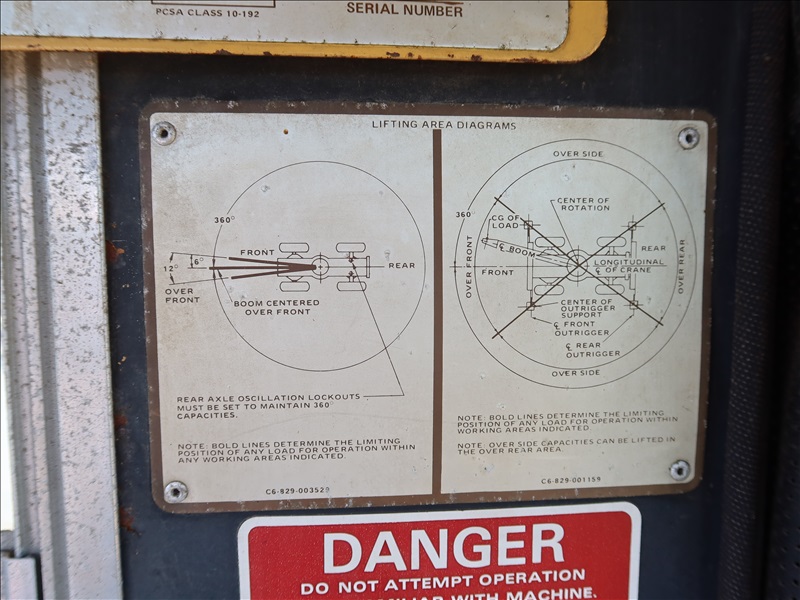 PCSA CLASS 10-192
SERIAL NUMBER
LIFTING AREA DIAGRAMS
360°
FRONT
6°
12°
REAR
OVER
FRONT
BOOM CENTERED
OVER FRONT
REAR AXLE OSCILLATION LOCKOUTS
MUST BE SET TO MAINTAIN 360°
CAPACITIES.
NOTE: BOLD LINES DETERMINE THE LIMITING
POSITION OF ANY LOAD FOR OPERATION WITHIN
ANY WORKING AREAS INDICATED.
C6-829-003529
OVER SIDE
CENTER OF
ROTATION
360°
CG OF
LOAD
℄ BOOM
REAR
OVER FRONT
FRONT
LONGITUDINAL
℄ OF CRANE
OVER REAR
CENTER OF
OUTRIGGER
SUPPORT
℄ FRONT
OUTRIGGER
℄ REAR
OUTRIGGER
OVER SIDE
NOTE: BOLD LINES DETERMINE THE LIMITING
POSITION OF ANY LOAD FOR OPERATION WITHIN
WORKING AREAS INDICATED.
NOTE: OVER SIDE CAPACITIES CAN BE LIFTED IN
THE OVER REAR AREA.
C6-829-001159
DANGER
DO NOT ATTEMPT OPERATION
WITH MACHINE.